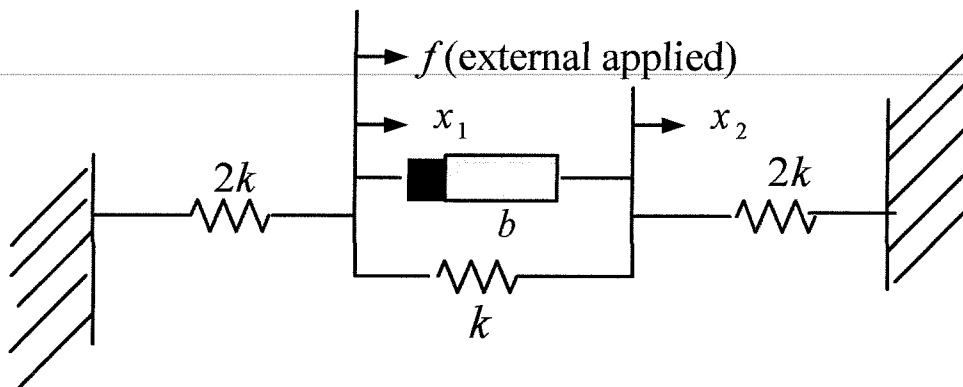 f (external applied)
x₁
x₂
2k
2k
b
k